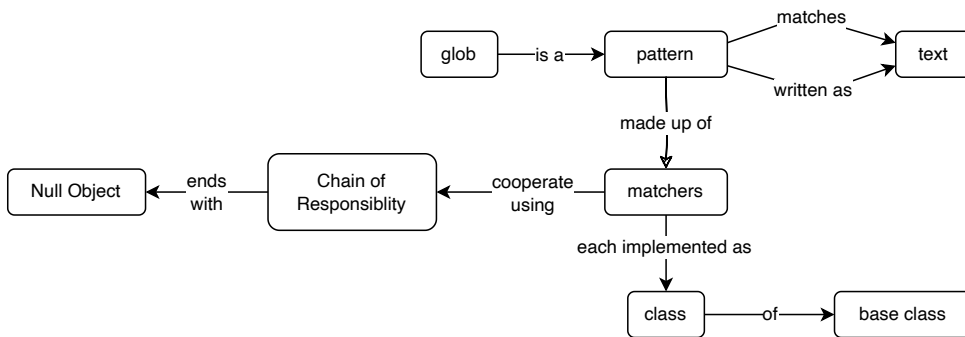 matches
glob
is a
pattern
text
written as
made up of
Null Object
ends
with
Chain of
Responsiblity
cooperate
using
matchers
each implemented as
class
of
base class